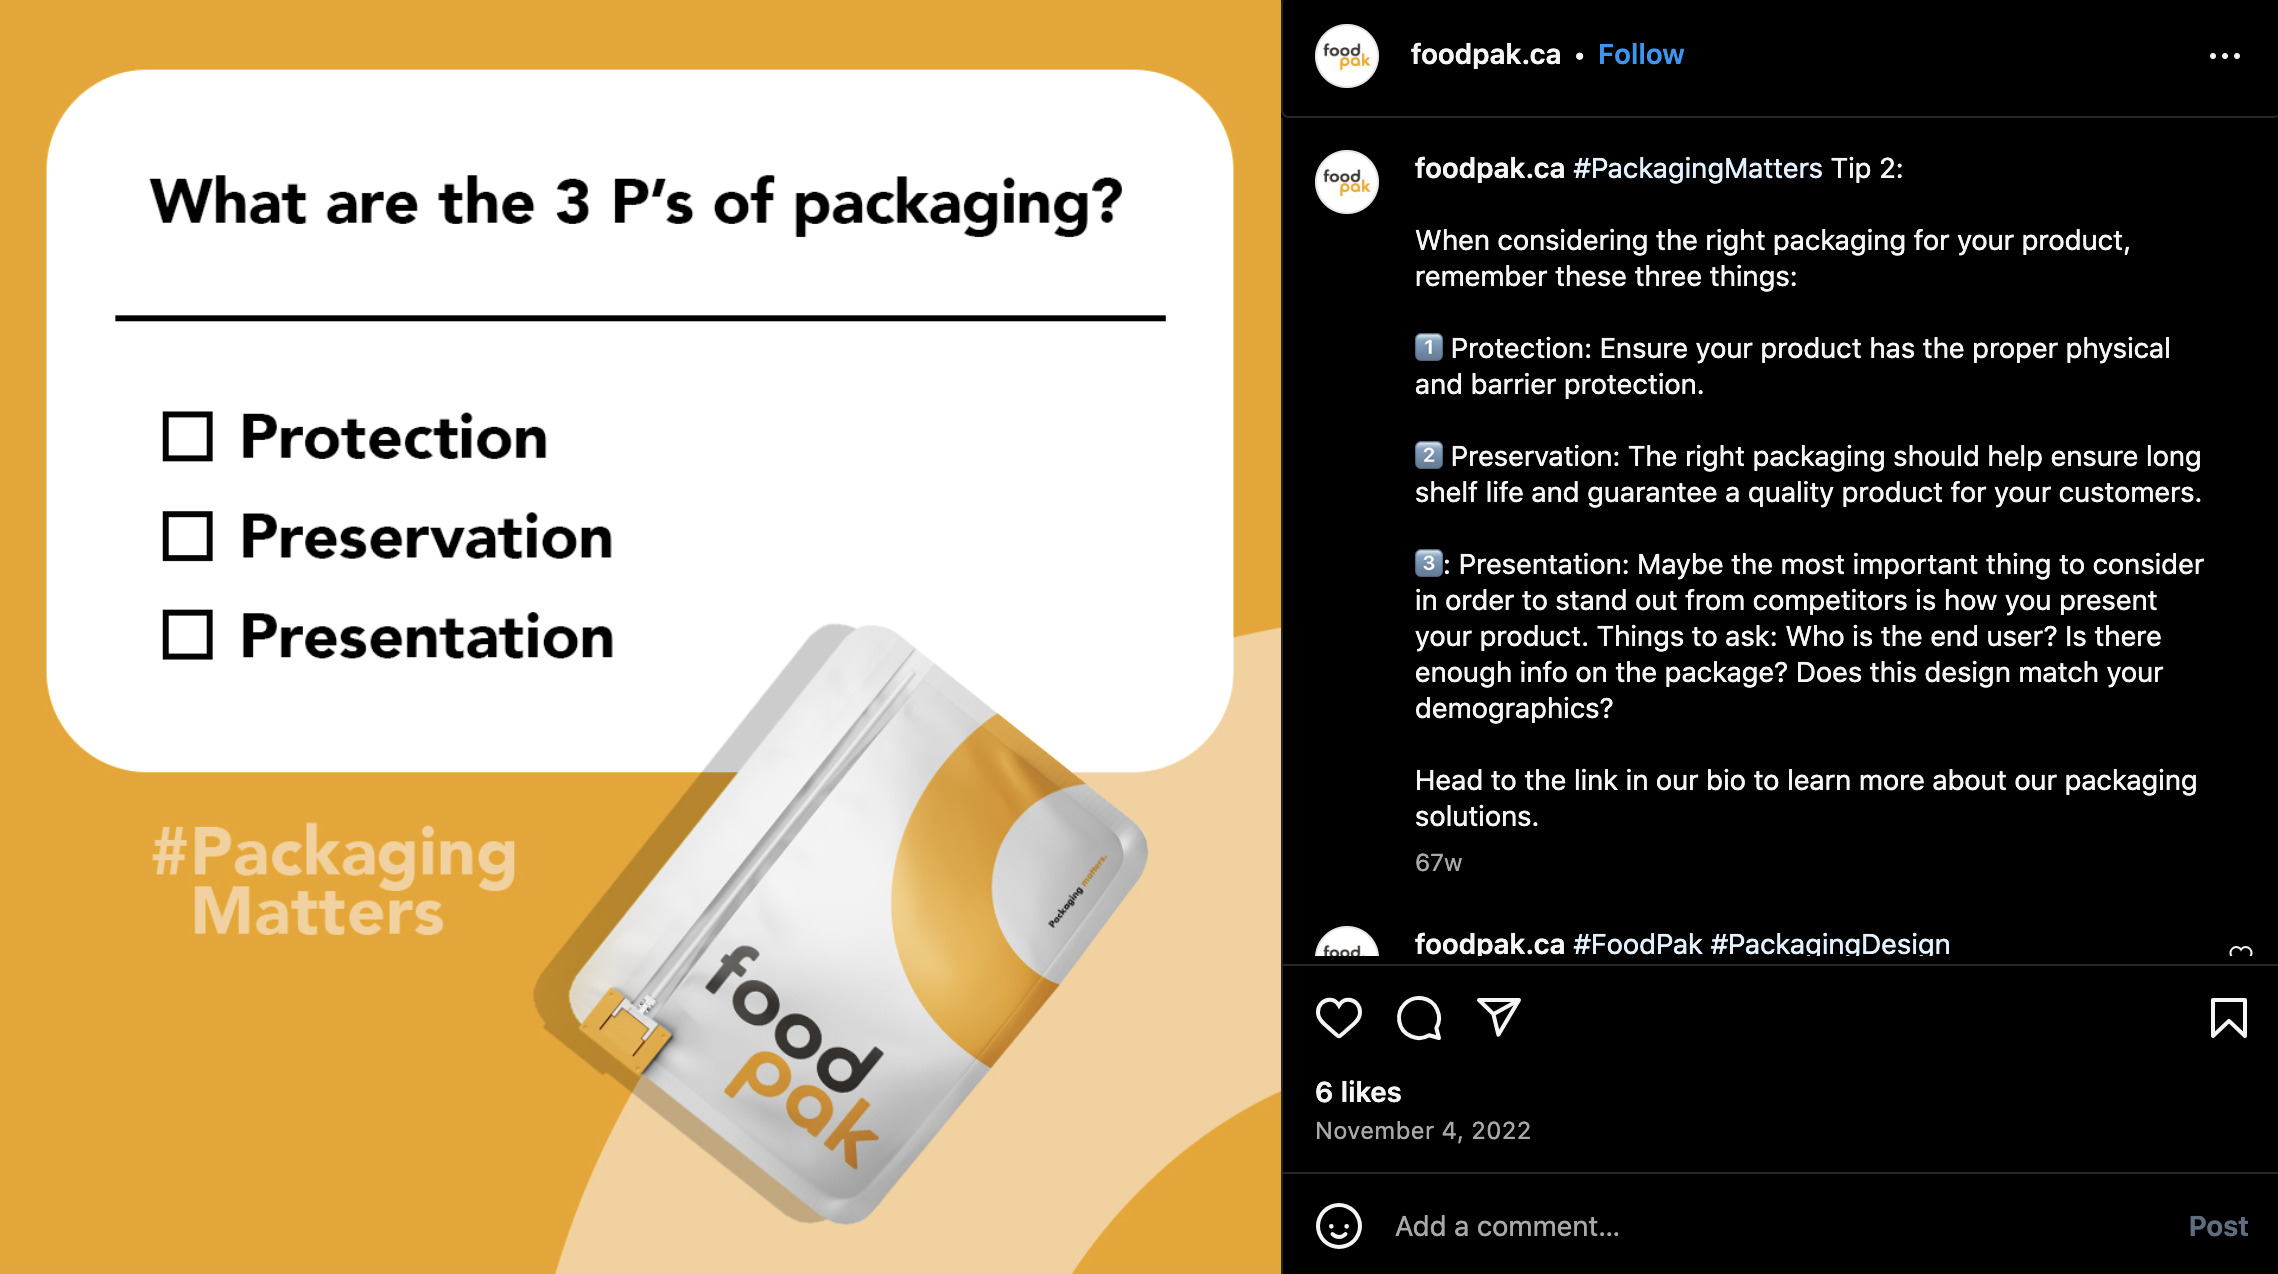 What are the 3 P’s of packaging?
Protection
Preservation
Presentation
#Packaging
Matters
food
pak
Packaging matters.
food
pak
foodpak.ca • Follow
food
pak
foodpak.ca #PackagingMatters Tip 2:
When considering the right packaging for your product,
remember these three things:
1️⃣ Protection: Ensure your product has the proper physical
and barrier protection.
2️⃣ Preservation: The right packaging should help ensure long
shelf life and guarantee a quality product for your customers.
3️⃣: Presentation: Maybe the most important thing to consider
in order to stand out from competitors is how you present
your product. Things to ask: Who is the end user? Is there
enough info on the package? Does this design match your
demographics?
Head to the link in our bio to learn more about our packaging
solutions.
67w
food
foodpak.ca #FoodPak #PackagingDesign
6 likes
November 4, 2022
Add a comment...
Post